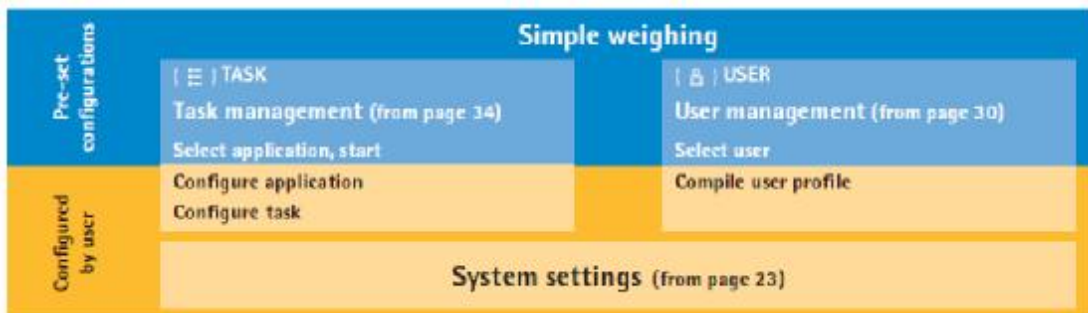 Pre-set
configurations
Simple weighing
( ) TASK
Task management (from page 34)
Select application, start
( ) USER
User management (from page 30)
Select user
Configured
by user
Configure application
Configure task
Compile user profile
System settings (from page 23)